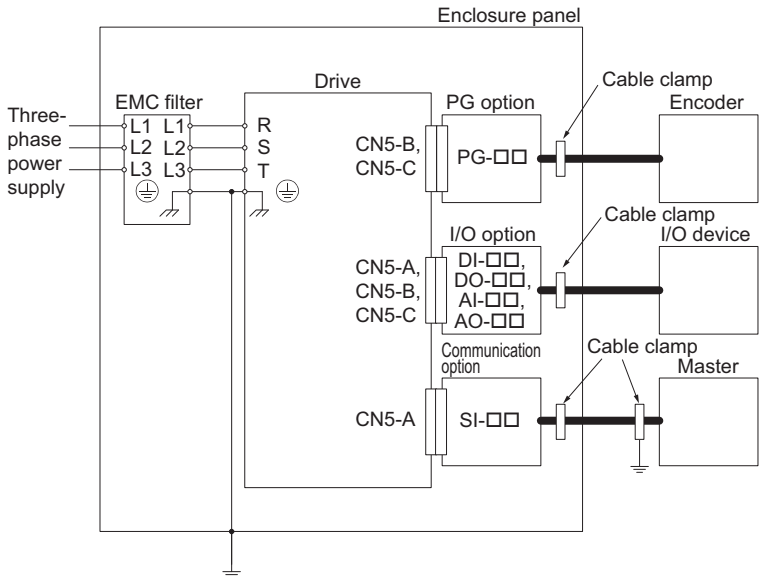 Enclosure panel
Drive
EMC filter
Three-
phase
power
supply
L1 L1
L2 L2
L3 L3
R
S
T
PG option
Cable clamp
Encoder
CN5-B,
CN5-C
PG-□□
Cable clamp
I/O option
I/O device
CN5-A,
CN5-B,
CN5-C
DI-□□,
DO-□□,
AI-□□,
AO-□□
Communication
option
Cable clamp
Master
CN5-A
SI-□□